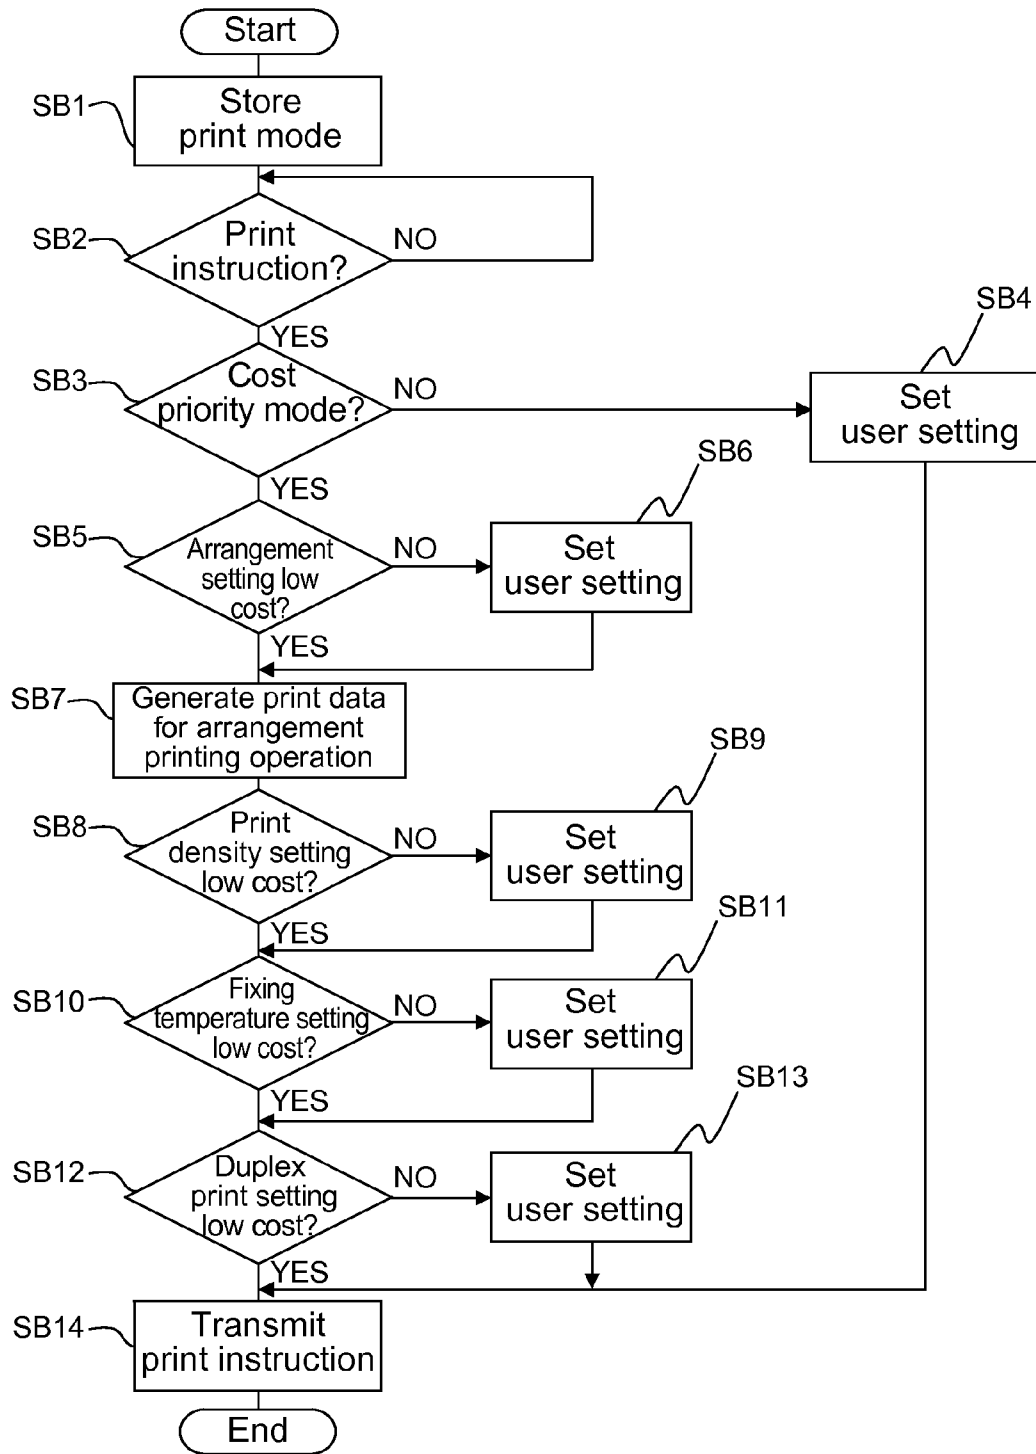 Start
SB1
Store
print mode
SB2
Print
instruction?
NO
YES
SB4
SB3
Cost
priority mode?
NO
Set
user setting
YES
SB6
SB5
Arrangement
setting low
cost?
NO
Set
user setting
YES
SB7
Generate print data
for arrangement
printing operation
SB9
SB8
Print
density setting
low cost?
NO
Set
user setting
YES
SB11
SB10
Fixing
temperature setting
low cost?
NO
Set
user setting
YES
SB13
SB12
Duplex
print setting
low cost?
NO
Set
user setting
YES
SB14
Transmit
print instruction
End